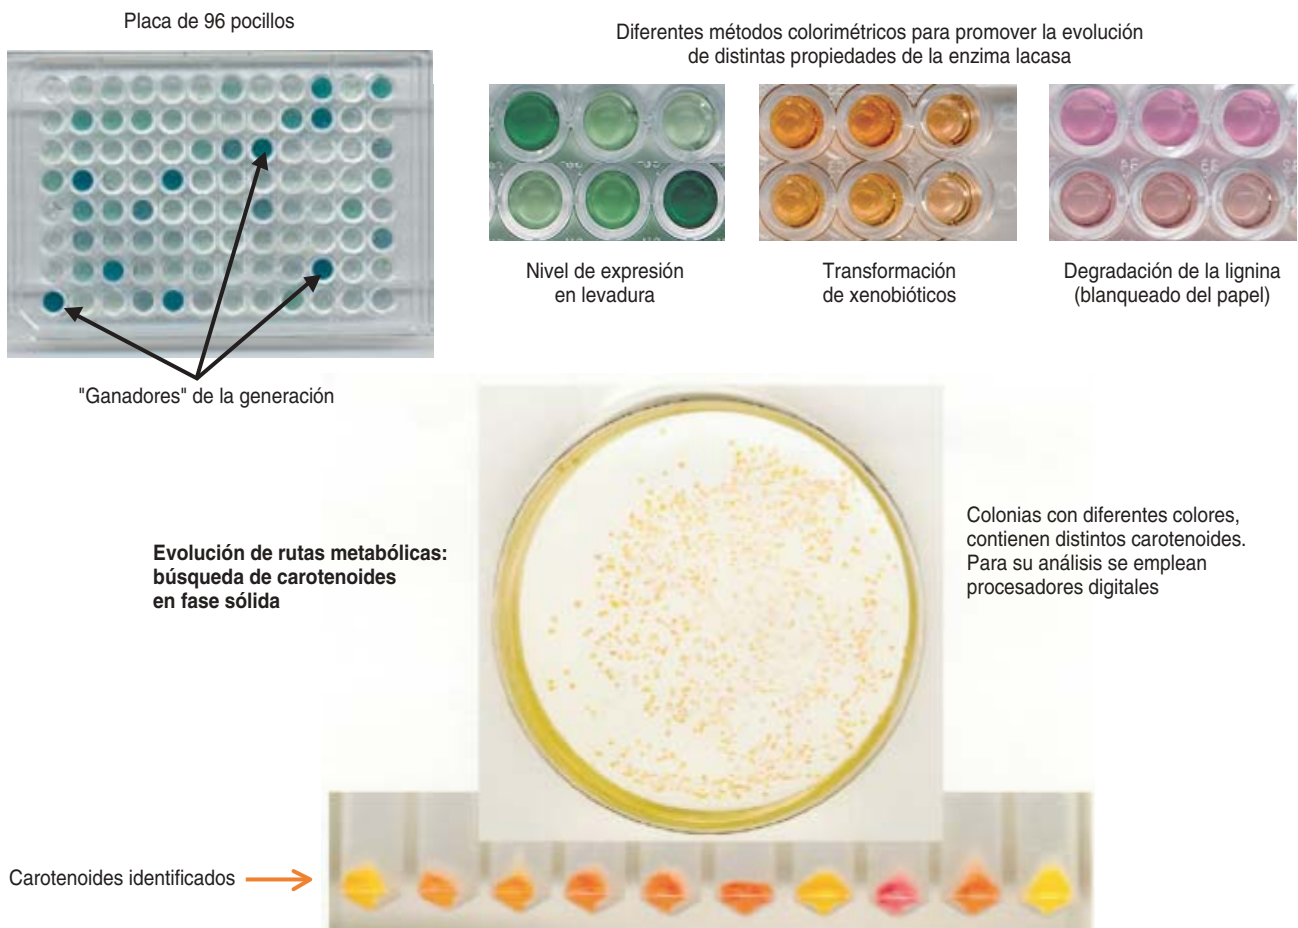 Placa de 96 pocillos
Diferentes métodos colorimétricos para promover la evolución
de distintas propiedades de la enzima lacasa
Nivel de expresión
en levadura
Transformación
de xenobióticos
Degradación de la lignina
(blanqueado del papel)
"Ganadores" de la generación
Evolución de rutas metabólicas:
búsqueda de carotenoides
en fase sólida
Colonias con diferentes colores,
contienen distintos carotenoides.
Para su análisis se emplean
procesadores digitales
Carotenoides identificados